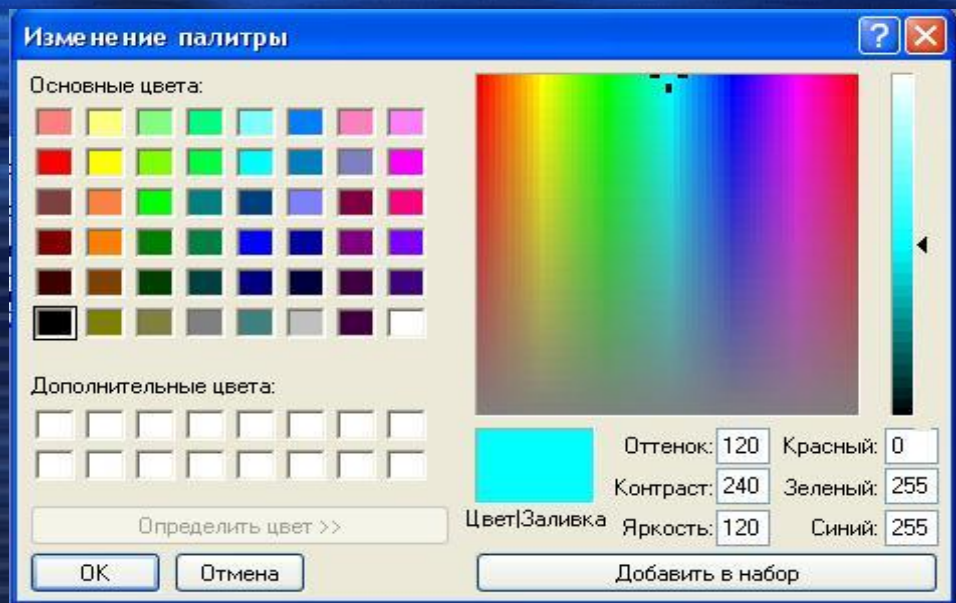 Изменение палитры
Основные цвета:
Дополнительные цвета:
Определить цвет >>
OK
Отмена
Цвет|Заливка
Оттенок: 120
Контраст: 240
Яркость: 120
Красный: 0
Зеленый: 255
Синий: 255
Добавить в набор